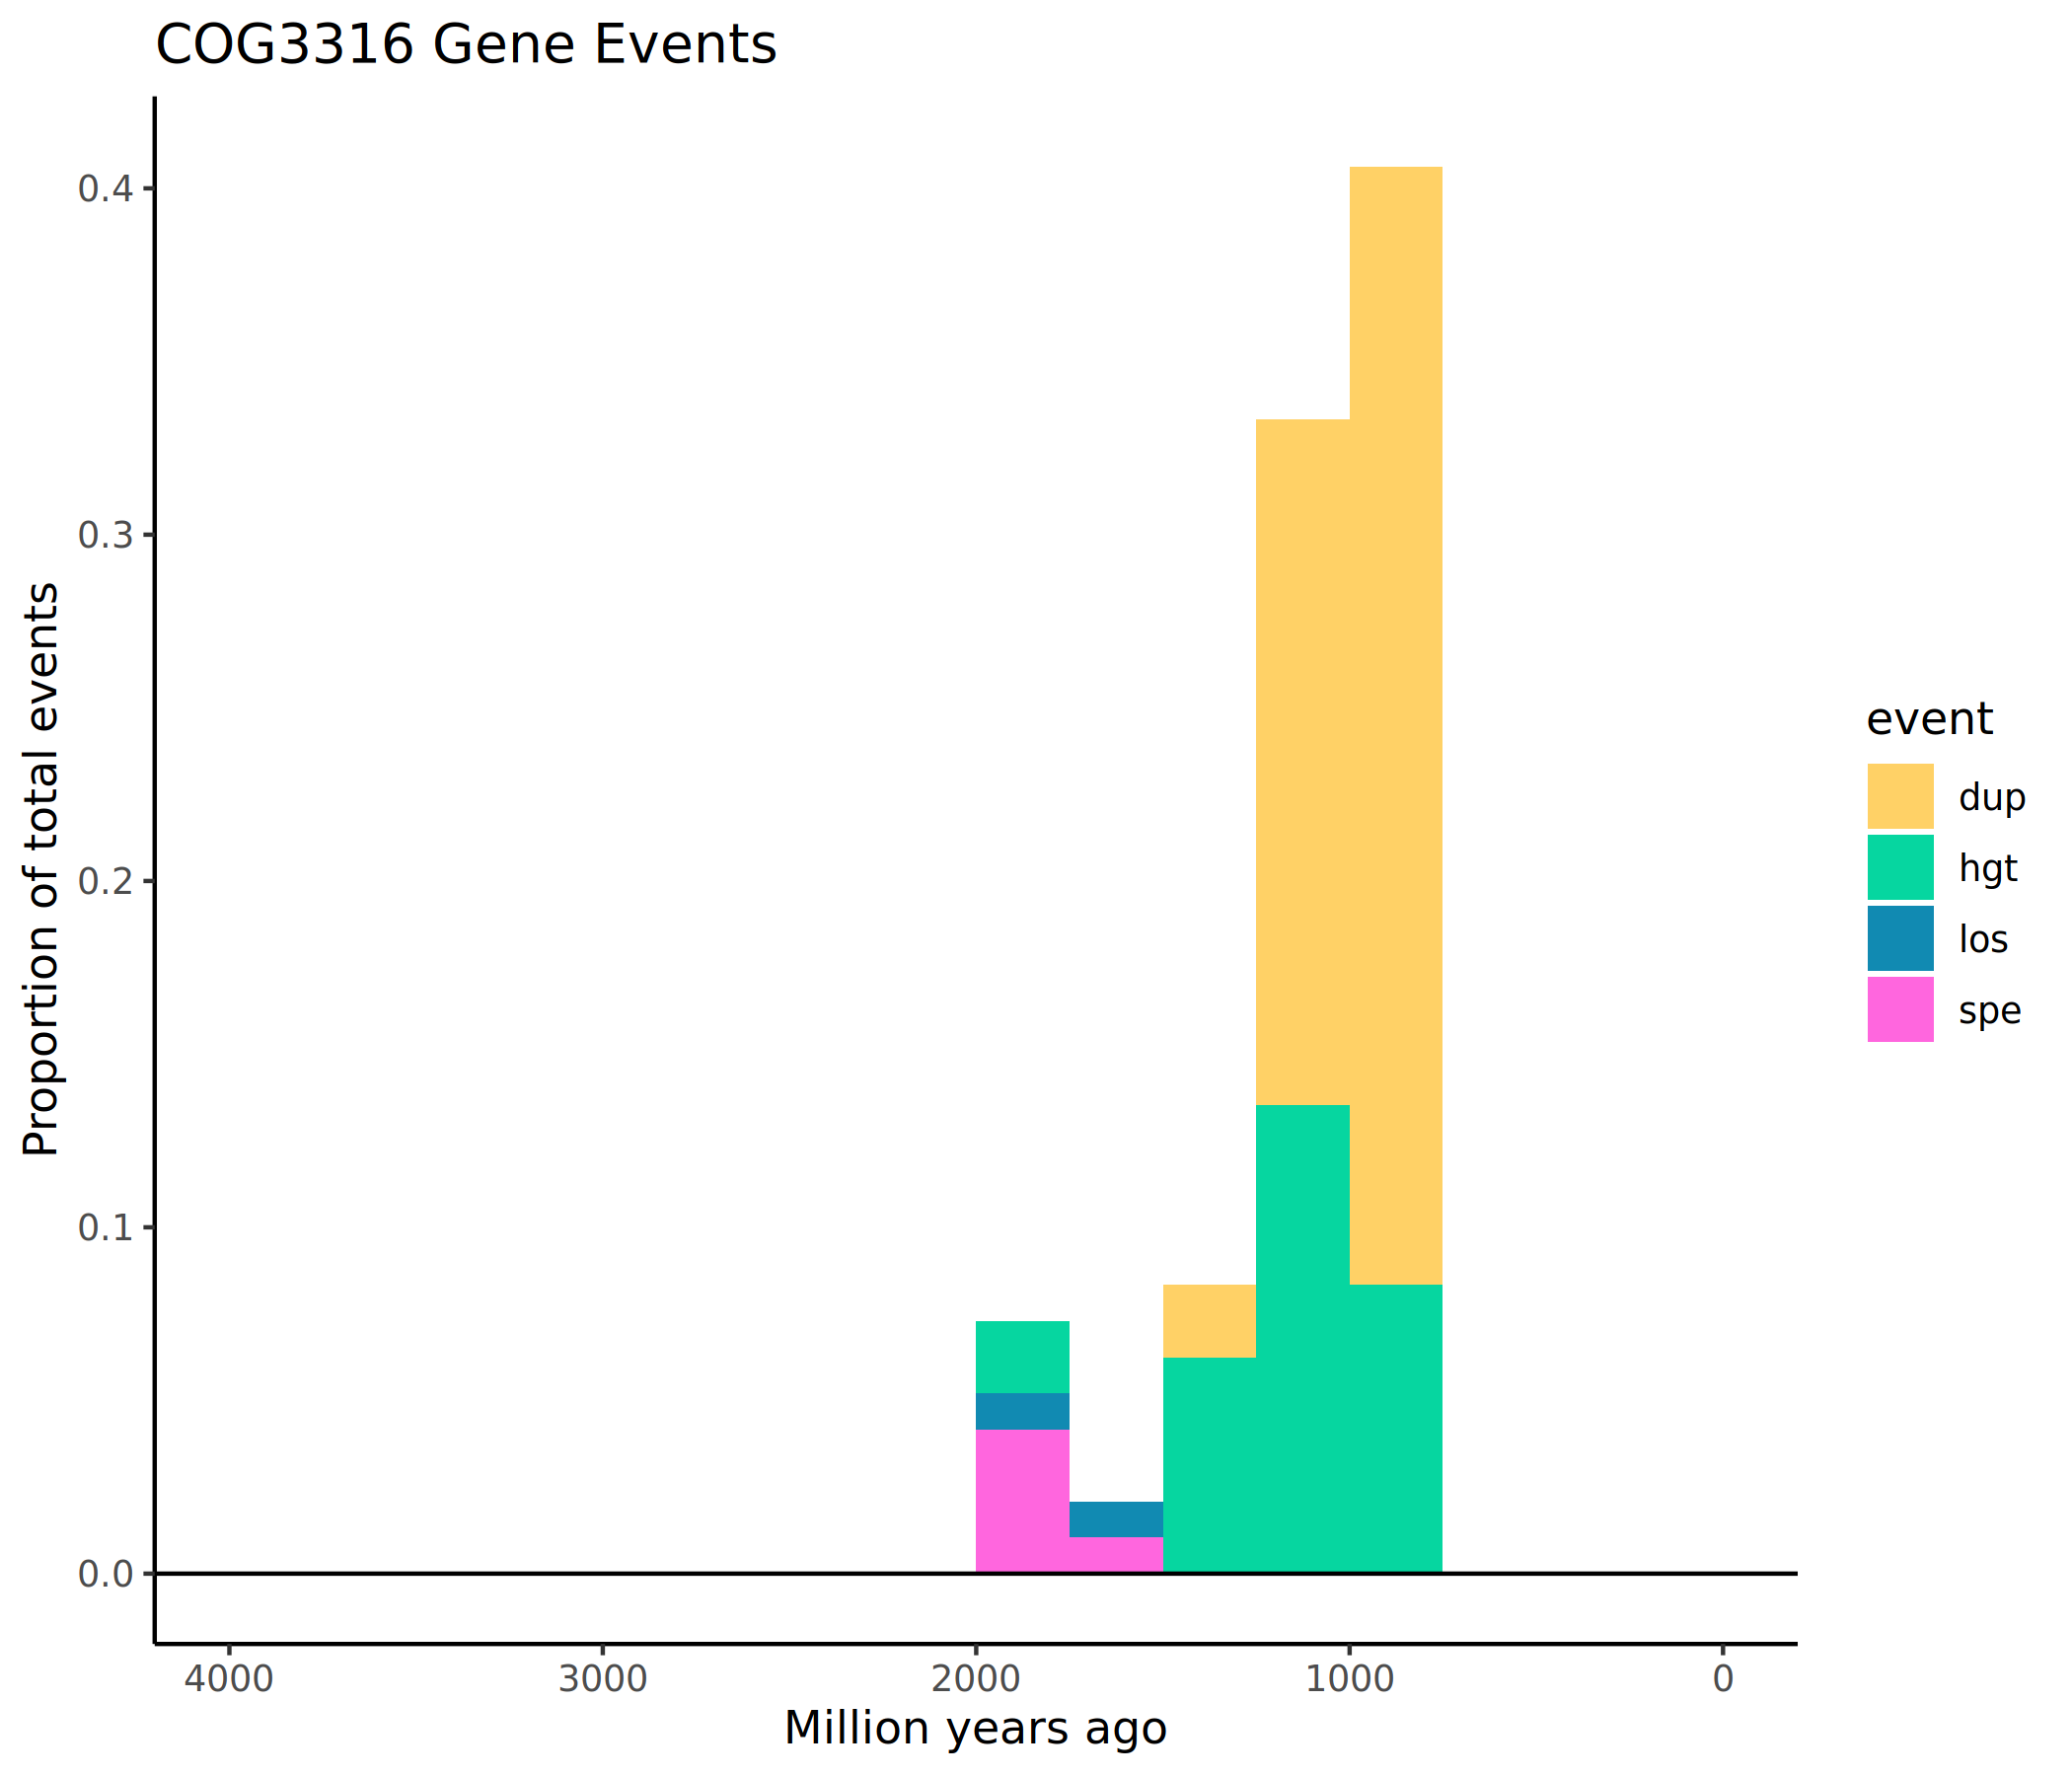 COG3316 Gene Events
Proportion of total events
0.4
0.3
0.2
0.1
0.0
4000 3000 2000 1000 0
Million years ago
event
dup
hgt
los
spe